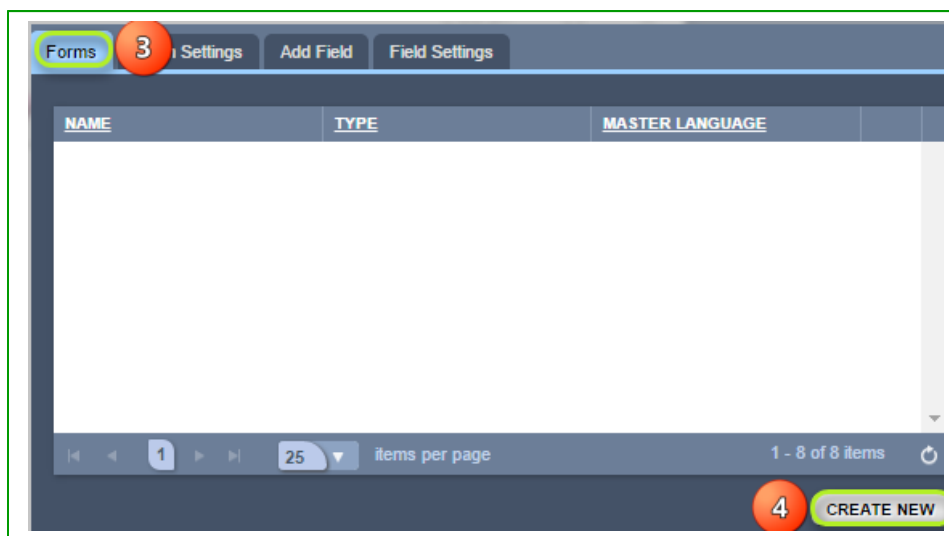 Forms 3 Settings Add Field Field Settings
NAME TYPE MASTER LANGUAGE
1 25 items per page 1 - 8 of 8 items
4 CREATE NEW